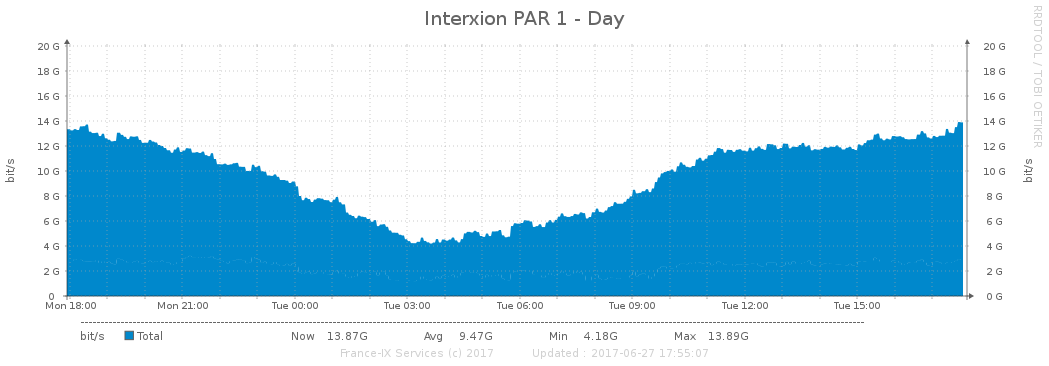 Interxion PAR 1 - Day
RRDTOOL / TOBI OETIKER
20 G 20 G
18 G 18 G
16 G 16 G
14 G 14 G
12 G 12 G
10 G 10 G
8 G 8 G
6 G 6 G
4 G 4 G
2 G 2 G
0 0 G
bit/s
bit/s
Mon 18:00 Mon 21:00 Tue 00:00 Tue 03:00 Tue 06:00 Tue 09:00 Tue 12:00 Tue 15:00
bit/s Total Now 13.87G Avg 9.47G Min 4.18G Max 13.89G
France-IX Services (c) 2017 Updated : 2017-06-27 17:55:07